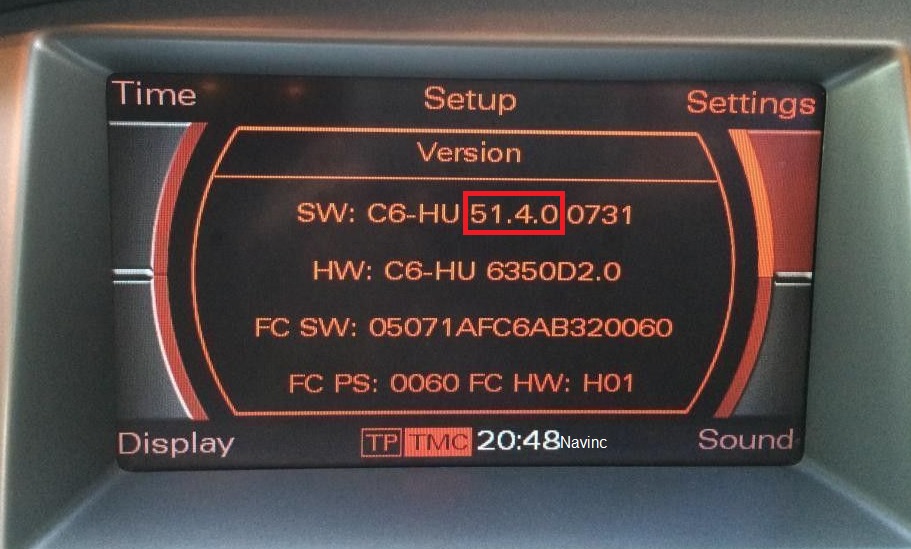 Time Setup Settings
Version
SW: C6-HU 51.4.0 0731
HW: C6-HU 6350D2.0
FC SW: 05071AFC6AB320060
FC PS: 0060 FC HW: H01
Display TP TMC 20:48 Navinc Sound